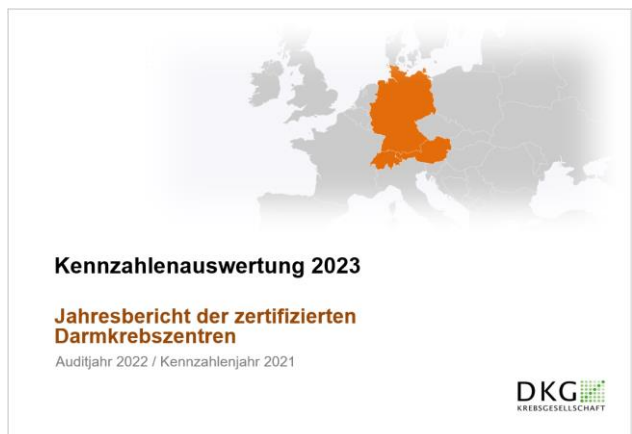 Kennzahlenauswertung 2023
Jahresbericht der zertifizierten
Darmkrebszentren
Auditjahr 2022 / Kennzahlenjahr 2021
DKG
KREBSGESELLSCHAFT